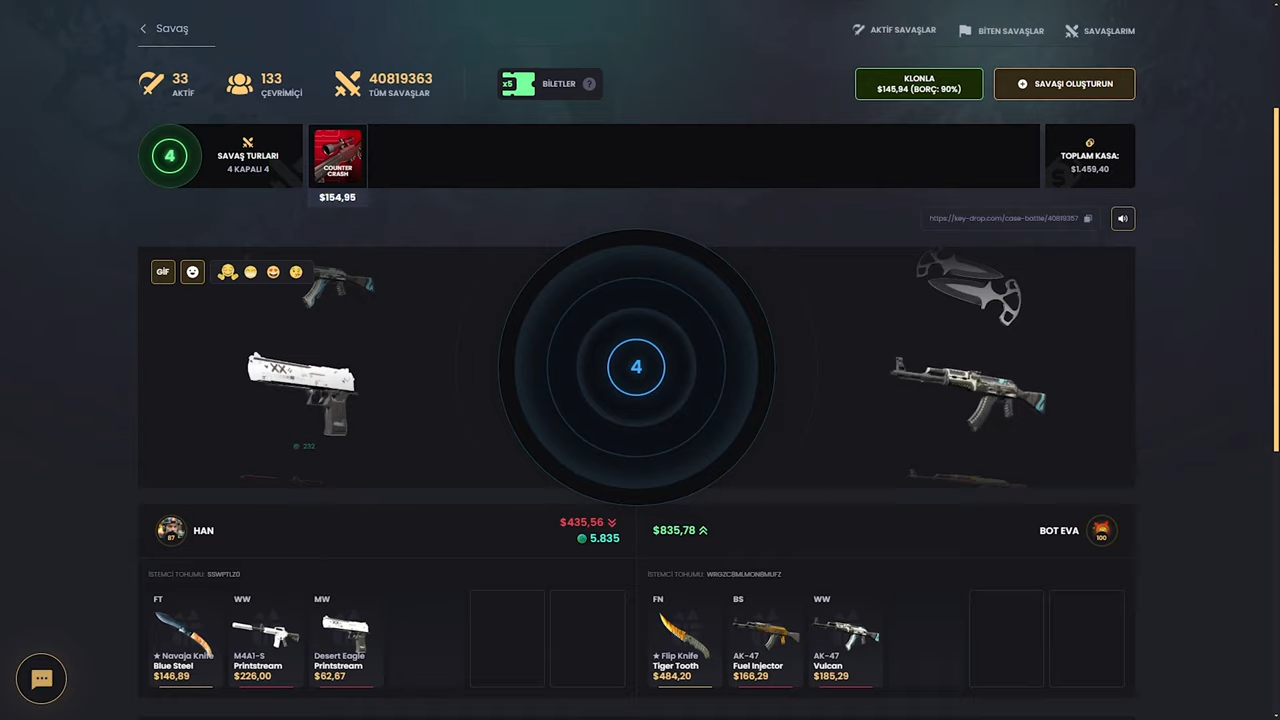 Savaş
AKTİF SAVAŞLAR
BİTEN SAVAŞLAR
SAVAŞLARIM
33
AKTİF
133
ÇEVRİMİÇİ
40819363
TÜM SAVAŞLAR
x5
BİLETLER
?
KLONLA
$145,94 (BORÇ: 90%)
SAVAŞI OLUŞTURUN
4
SAVAŞ TURLARI
4 KAPALI 4
COUNTER
CRASH
$154,95
TOPLAM KASA:
$1.459,40
https://key-drop.com/case-battle/40819357
GİF
4
232
87
HAN
$435,56
5.835
$835,78
BOT EVA
100
İSTEMCİ TOHUMU: SSWPTLZ0
FT
WW
MW
★ Navaja Knife
Blue Steel
$146,89
M4A1-S
Printstream
$226,00
Desert Eagle
Printstream
$62,67
İSTEMCİ TOHUMU: WRGZCBMLMON8MUFZ
FN
BS
WW
★ Flip Knife
Tiger Tooth
$484,20
AK-47
Fuel Injector
$166,29
AK-47
Vulcan
$185,29